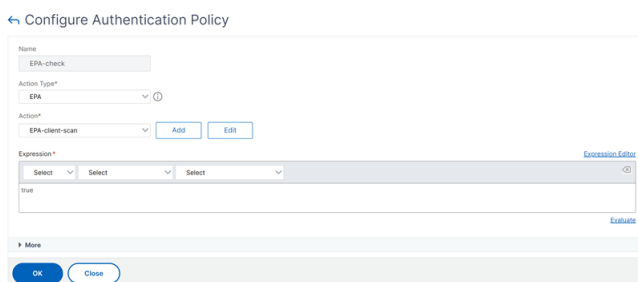 Configure Authentication Policy
Name
EPA-check
Action Type*
EPA
Action*
EPA-client-scan Add Edit
Expression* Expression Editor
Select Select Select
true
Evaluate
More
OK Close